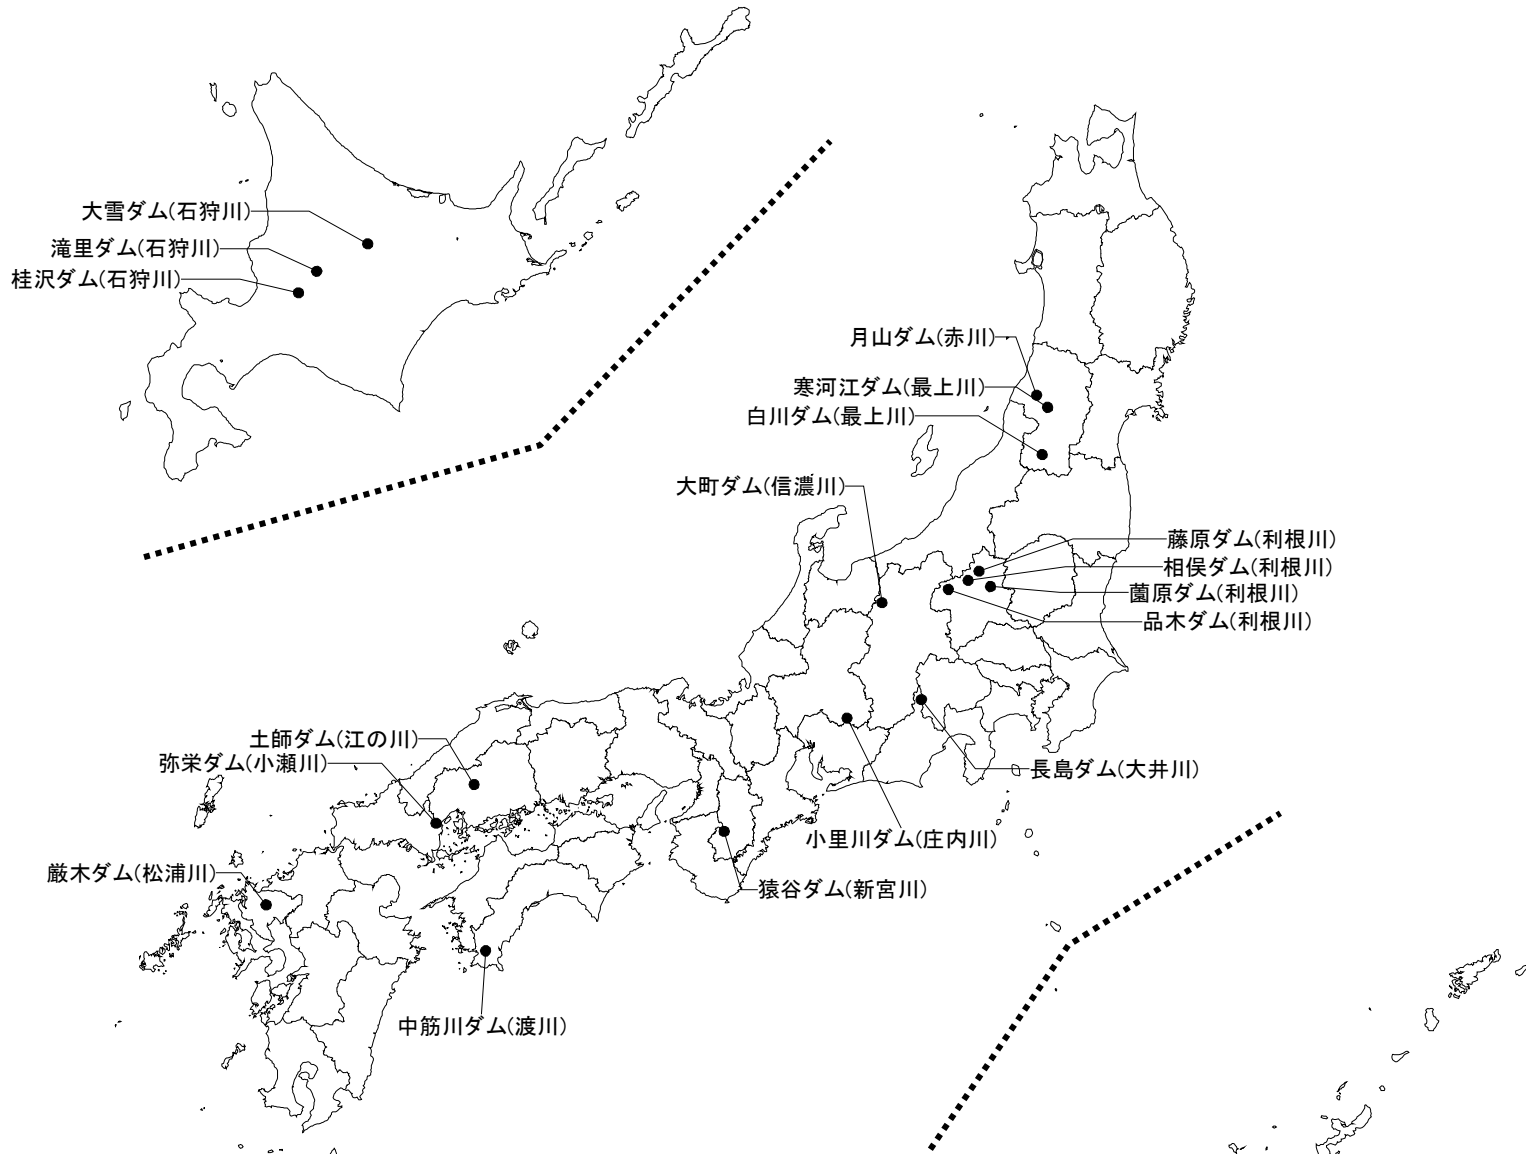 大雪ダム(石狩川)
滝里ダム(石狩川)
桂沢ダム(石狩川)
月山ダム(赤川)
寒河江ダム(最上川)
白川ダム(最上川)
大町ダム(信濃川)
藤原ダム(利根川)
相俣ダム(利根川)
薗原ダム(利根川)
品木ダム(利根川)
土師ダム(江の川)
弥栄ダム(小瀬川)
長島ダム(大井川)
小里川ダム(庄内川)
厳木ダム(松浦川)
猿谷ダム(新宮川)
中筋川ダム(渡川)